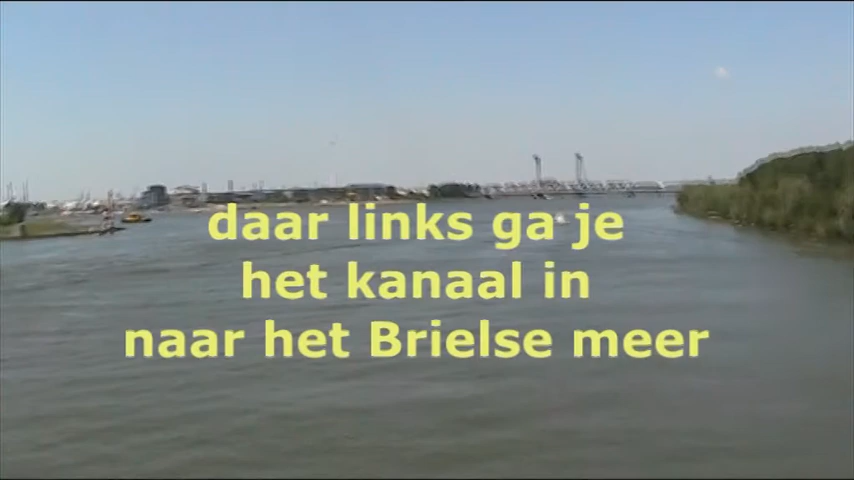 daar links ga je
het kanaal in
naar het Brielse meer